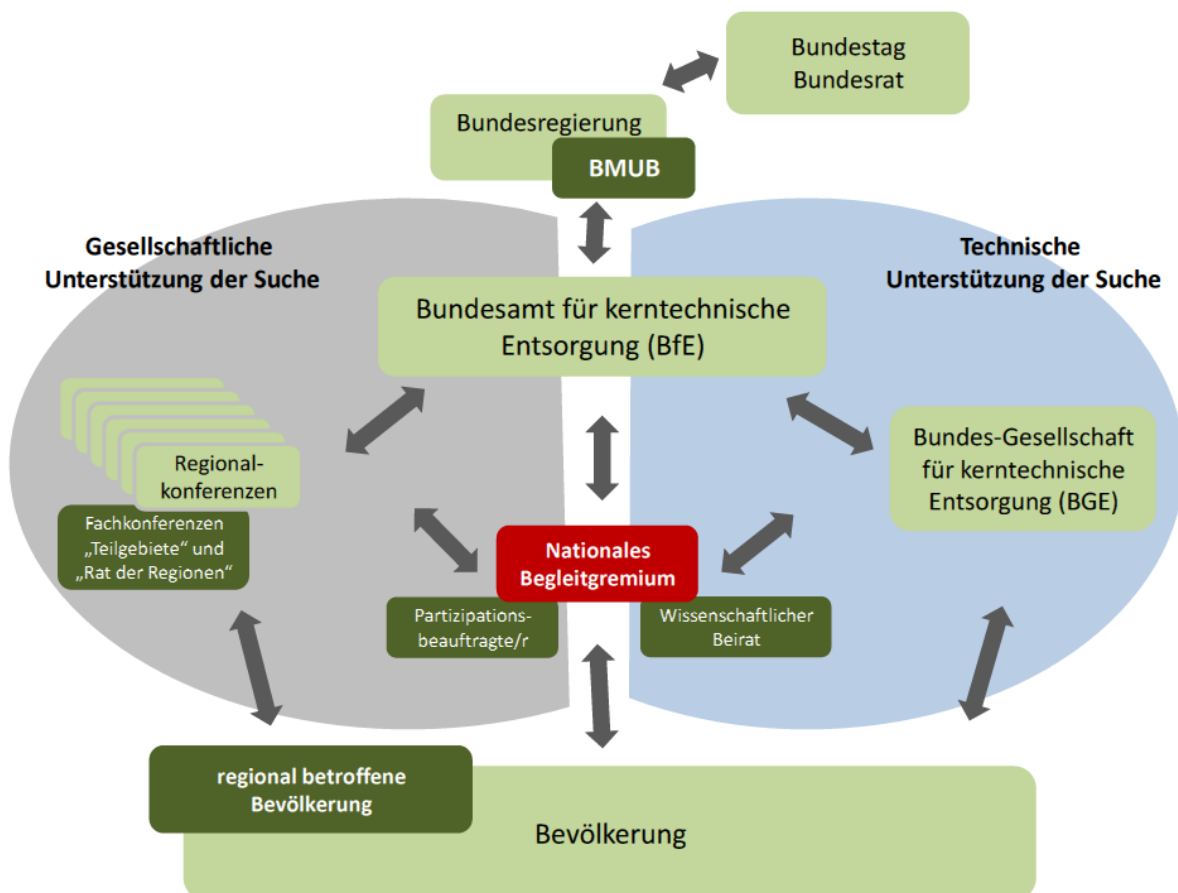 Bundestag
Bundesrat
Bundesregierung
BMUB
Gesellschaftliche
Unterstützung der Suche
Technische
Unterstützung der Suche
Bundesamt für kerntechnische
Entsorgung (BfE)
Regional-
konferenzen
Fachkonferenzen
„Teilgebiete“ und
„Rat der Regionen“
Bundes-Gesellschaft
für kerntechnische
Entsorgung (BGE)
Nationales
Begleitgremium
Partizipations-
beauftragte/r
Wissenschaftlicher
Beirat
regional betroffene
Bevölkerung
Bevölkerung